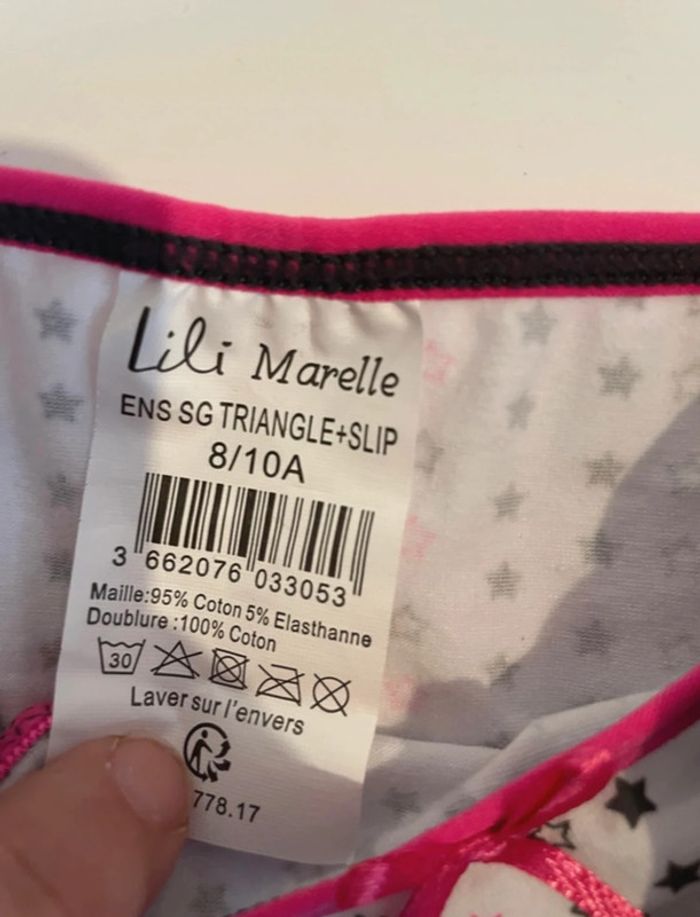 Lili Marelle
ENS SG TRIANGLE+SLIP
8/10A
3 662076 033053
Maille:95% Coton 5% Elasthanne
Doublure :100% Coton
30
Laver sur l'envers
778.17